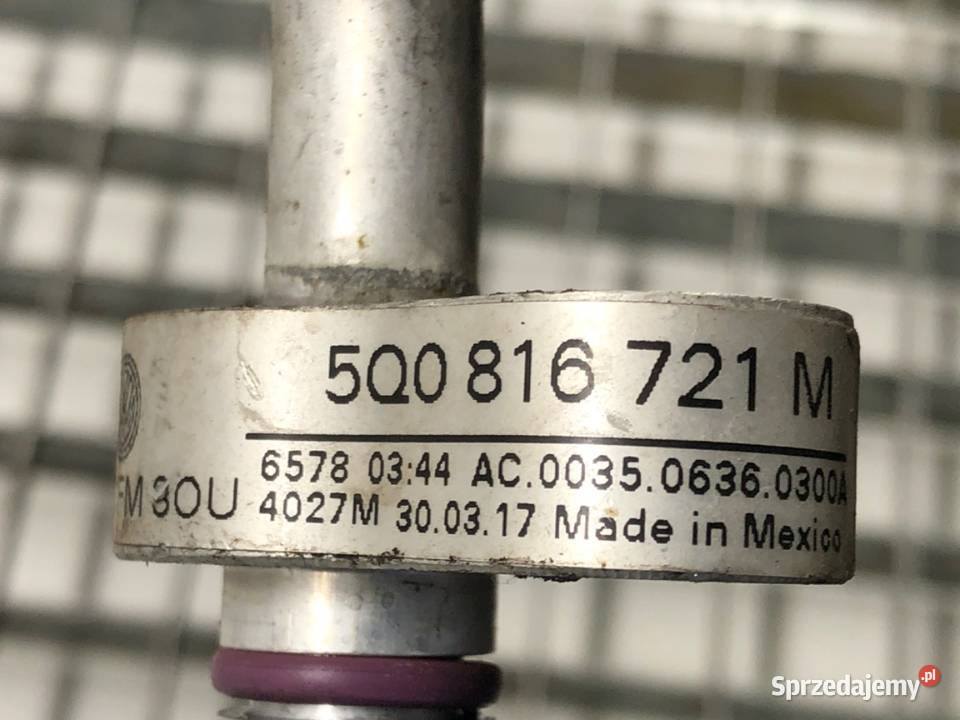 5Q0 816 721 M
6578 03:44 AC.0035.0636.0300A
FM 30U 4027M 30.03.17 Made in Mexico
Sprzedajemy.pl